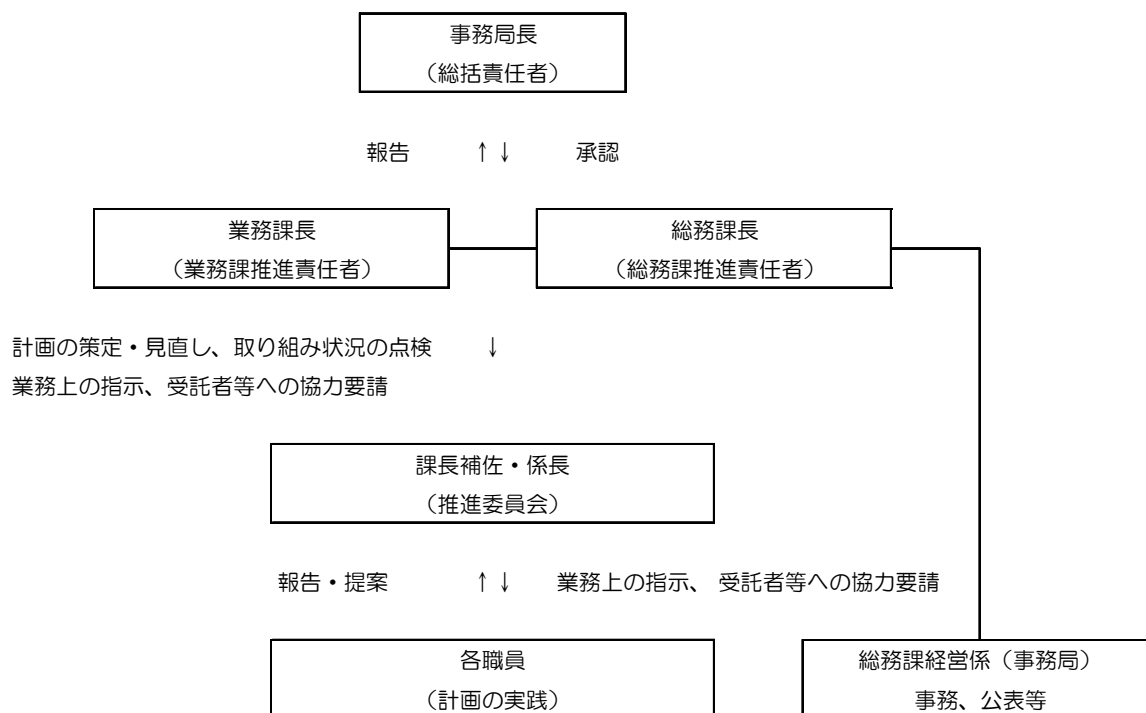 事務局長
（総括責任者）
報告 ↑↓ 承認
業務課長
（業務課推進責任者）
総務課長
（総務課推進責任者）
計画の策定・見直し、取り組み状況の点検 ↓
業務上の指示、受託者等への協力要請
課長補佐・係長
（推進委員会）
報告・提案 ↑↓ 業務上の指示、 受託者等への協力要請
各職員
（計画の実践）
総務課経営係（事務局）
事務、公表等